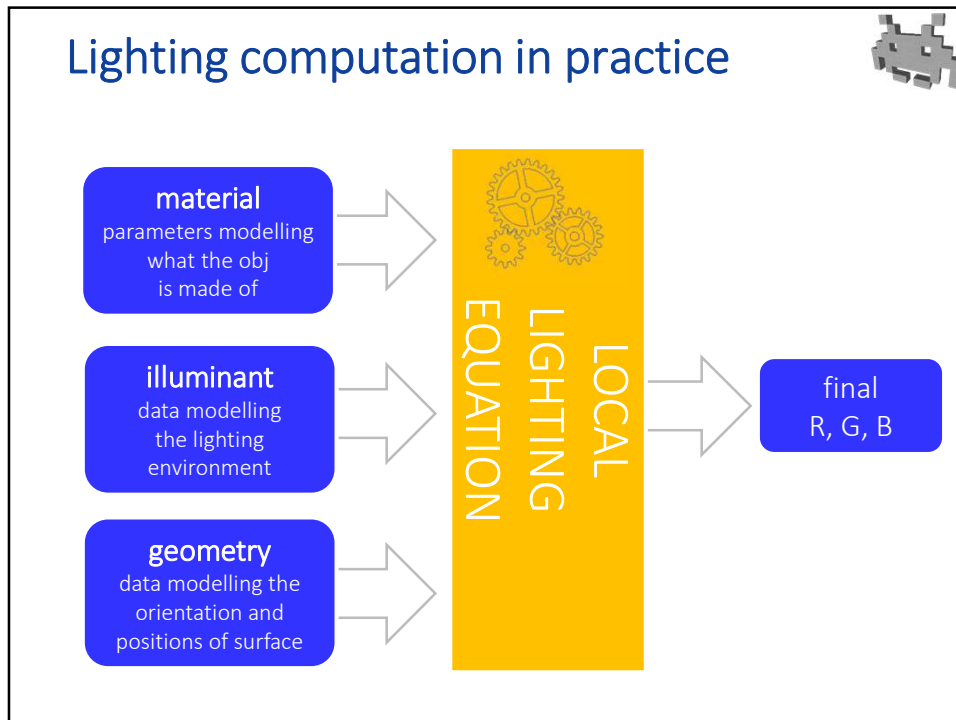 Lighting computation in practice
material
parameters modelling
what the obj
is made of
illuminant
data modelling
the lighting
environment
geometry
data modelling the
orientation and
positions of surface
LOCAL
LIGHTING
EQUATION
final
R, G, B